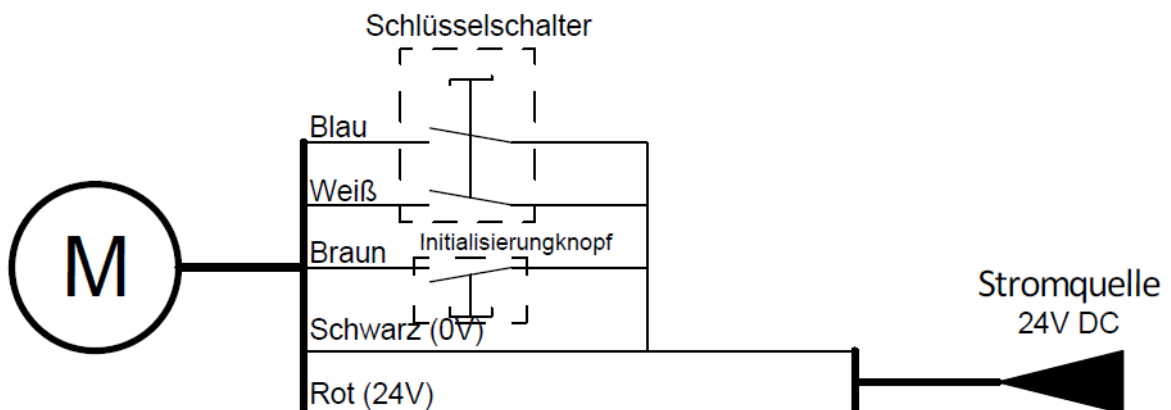 Schlüsselschalter
Blau
Weiß
Braun
Initialisierungknopf
M
Schwarz (0V)
Stromquelle
24V DC
Rot (24V)